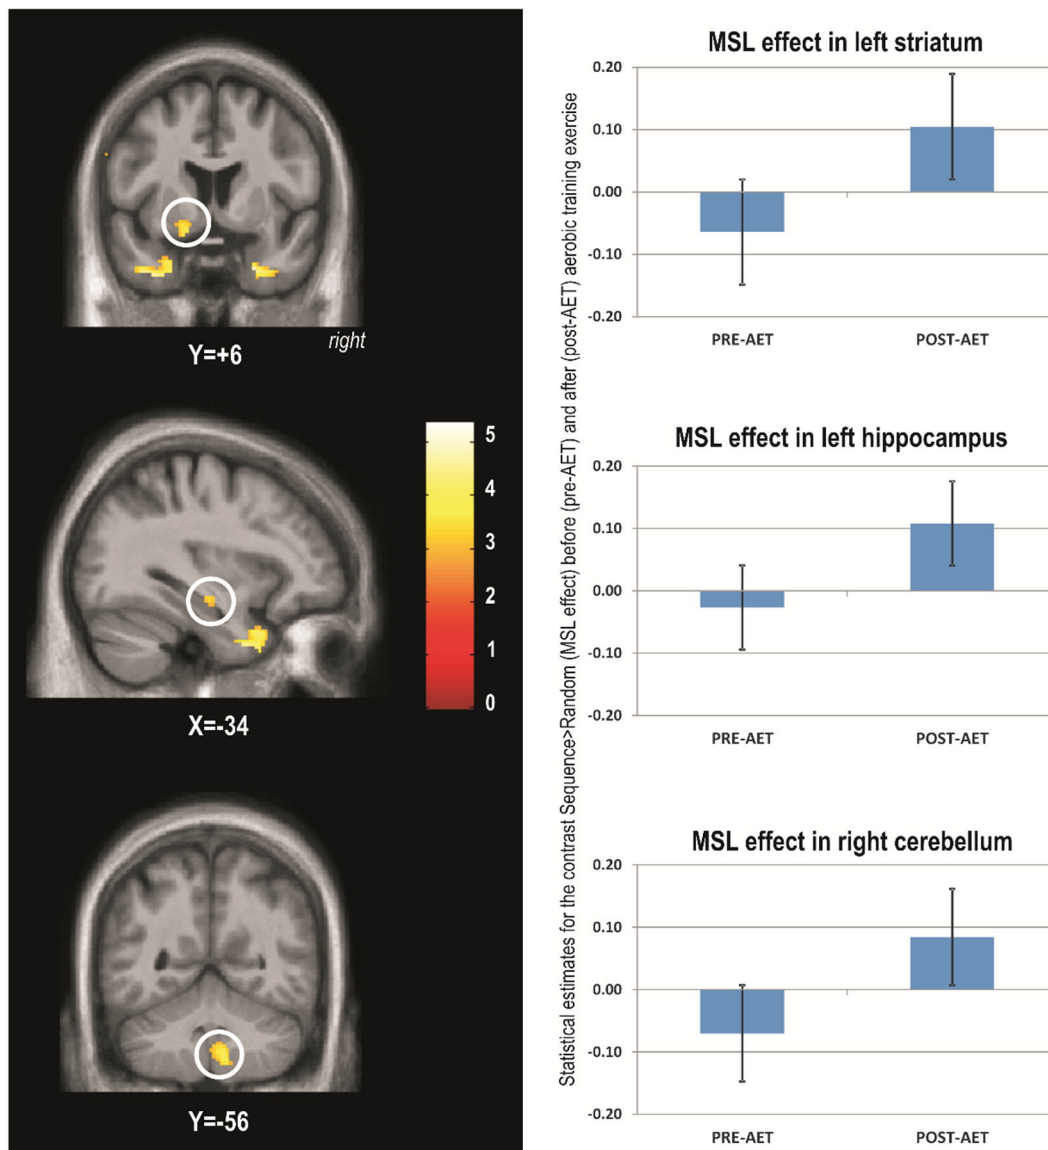 Y=+6
right
X=-34
5
4
3
2
1
0
Y=-56
Statistical estimates for the contrast Sequence>Random (MSL effect) before (pre-AET) and after (post-AET) aerobic training exercise
MSL effect in left striatum
0.20
0.10
0.00
-0.10
-0.20
PRE-AET POST-AET
MSL effect in left hippocampus
0.20
0.10
0.00
-0.10
-0.20
PRE-AET POST-AET
MSL effect in right cerebellum
0.20
0.10
0.00
-0.10
-0.20
PRE-AET POST-AET